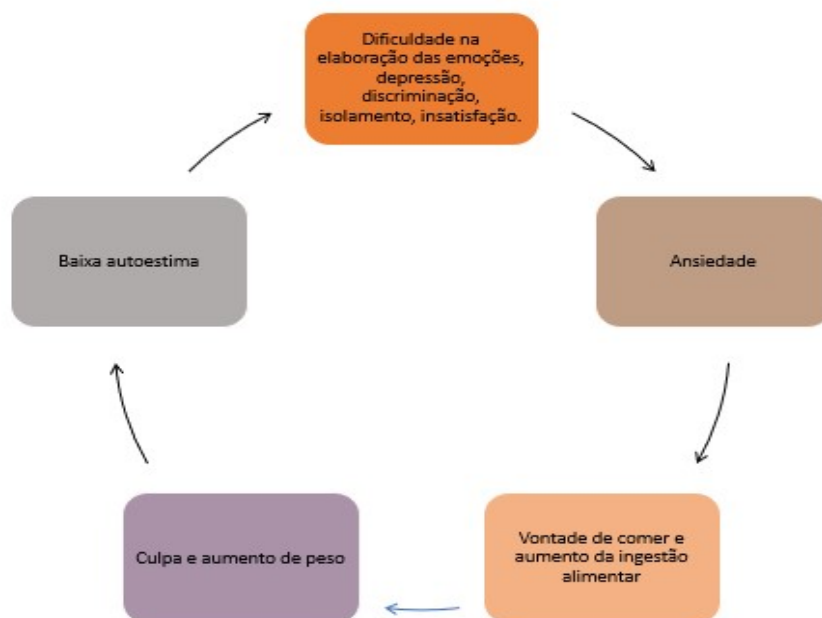 Dificuldade na
elaboração das emoções,
depressão,
discriminação,
isolamento, insatisfação.
Ansiedade
Vontade de comer e
aumento da ingestão
alimentar
Culpa e aumento de peso
Baixa autoestima